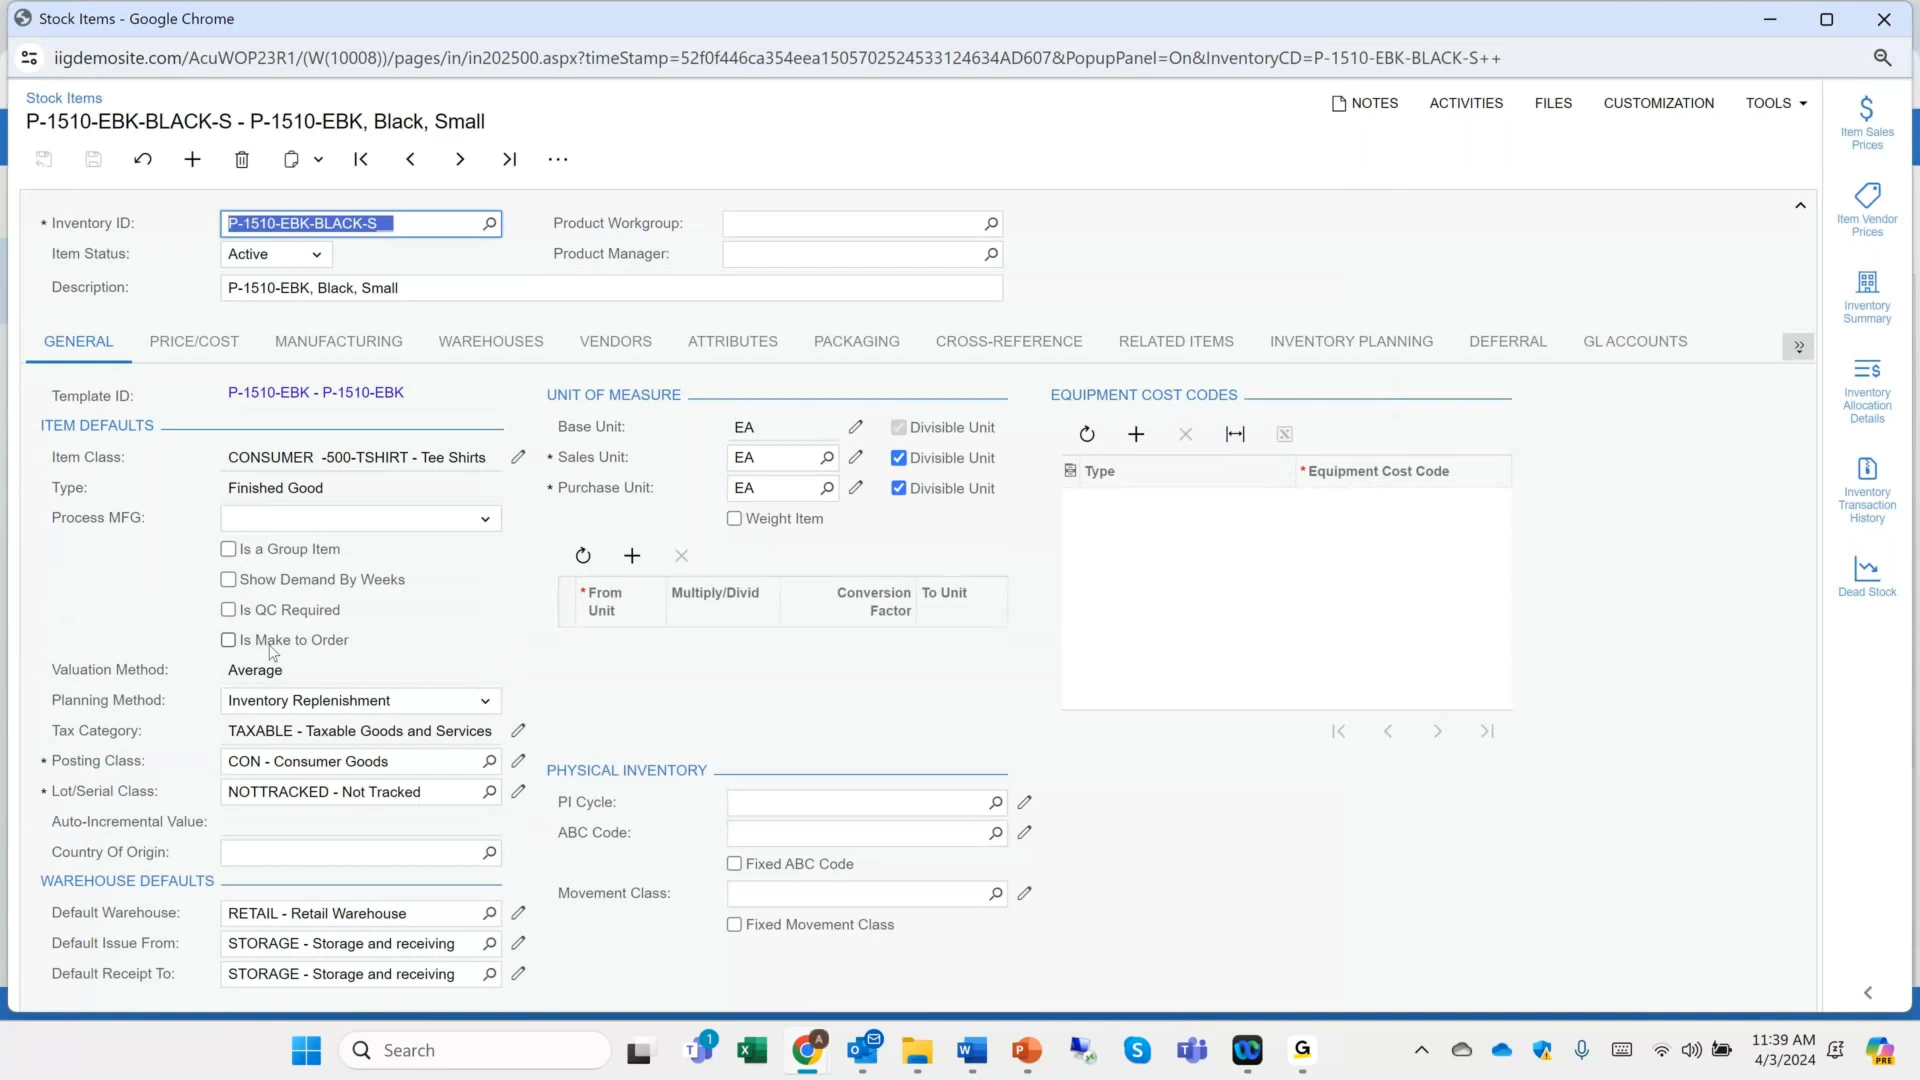 Stock Items - Google Chrome
iigdemosite.com/AcuWOP23R1/(W(10008))/pages/in/in202500.aspx?timeStamp=52f0f446ca354eea1505702524533124634AD607&PopupPanel=On&InventoryCD=P-1510-EBK-BLACK-S++
Stock Items
P-1510-EBK-BLACK-S - P-1510-EBK, Black, Small
NOTES ACTIVITIES FILES CUSTOMIZATION TOOLS
* Inventory ID: P-1510-EBK-BLACK-S Product Workgroup:
Item Status: Active Product Manager:
Description: P-1510-EBK, Black, Small
GENERAL PRICE/COST MANUFACTURING WAREHOUSES VENDORS ATTRIBUTES PACKAGING CROSS-REFERENCE RELATED ITEMS INVENTORY PLANNING DEFERRAL GL ACCOUNTS
Template ID: P-1510-EBK - P-1510-EBK
ITEM DEFAULTS
Item Class: CONSUMER -500-TSHIRT - Tee Shirts
Type: Finished Good
Process MFG:
Is a Group Item
Show Demand By Weeks
Is QC Required
Is Make to Order
Valuation Method: Average
Planning Method: Inventory Replenishment
Tax Category: TAXABLE - Taxable Goods and Services
* Posting Class: CON - Consumer Goods
* Lot/Serial Class: NOTTRACKED - Not Tracked
Auto-Incremental Value:
Country Of Origin:
WAREHOUSE DEFAULTS
Default Warehouse: RETAIL - Retail Warehouse
Default Issue From: STORAGE - Storage and receiving
Default Receipt To: STORAGE - Storage and receiving
UNIT OF MEASURE
Base Unit: EA Divisible Unit
* Sales Unit: EA Divisible Unit
* Purchase Unit: EA Divisible Unit
Weight Item
* From Unit Multiply/Divid Conversion Factor To Unit
PHYSICAL INVENTORY
PI Cycle:
ABC Code:
Fixed ABC Code
Movement Class:
Fixed Movement Class
EQUIPMENT COST CODES
Type * Equipment Cost Code
Item Sales
Prices
Item Vendor
Prices
Inventory
Summary
Inventory
Allocation
Details
Inventory
Transaction
History
Dead Stock
Search
1
A
11:39 AM
4/3/2024
PRE